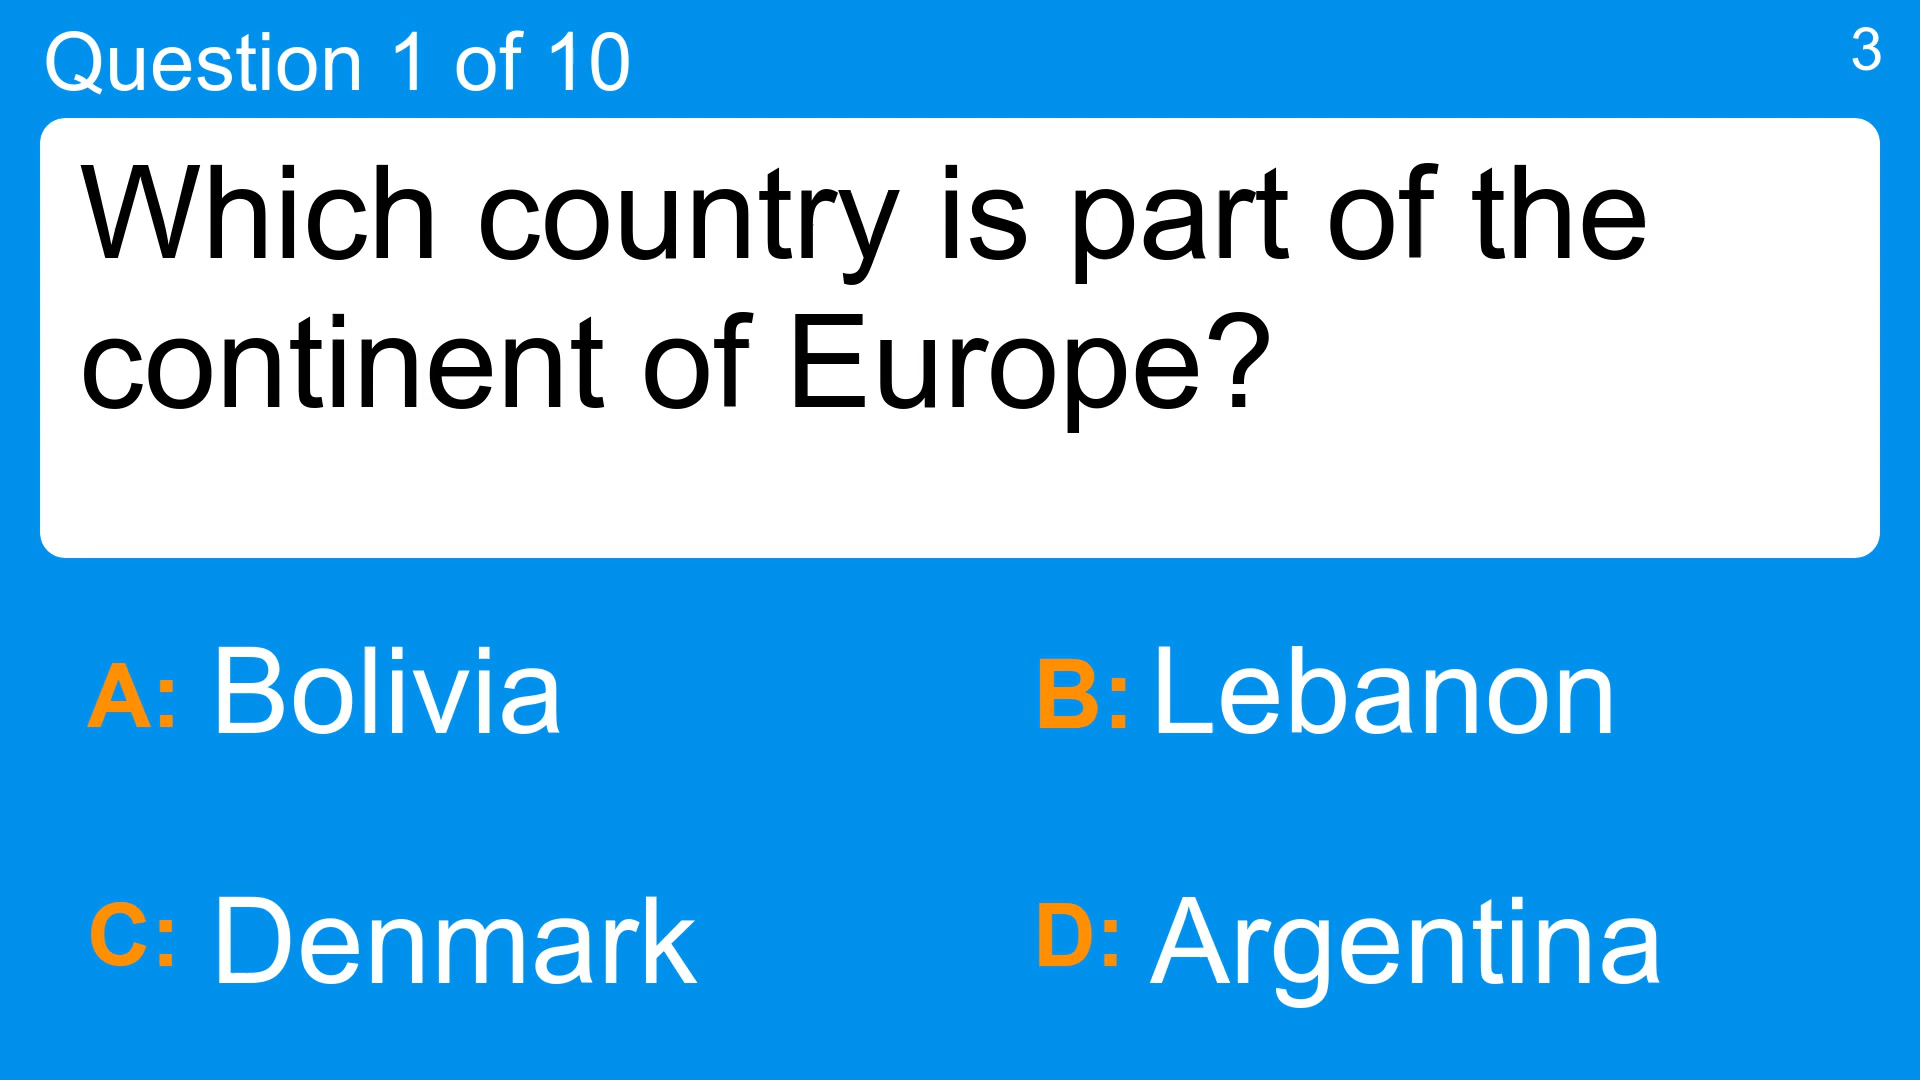 Question 1 of 10
3
Which country is part of the
continent of Europe?
A: Bolivia
B: Lebanon
C: Denmark
D: Argentina